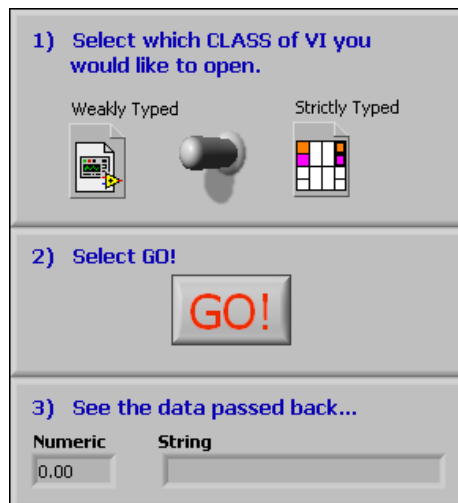 1) Select which CLASS of VI you
would like to open.
Weakly Typed
Strictly Typed
2) Select GO!
GO!
3) See the data passed back...
Numeric
String
0.00